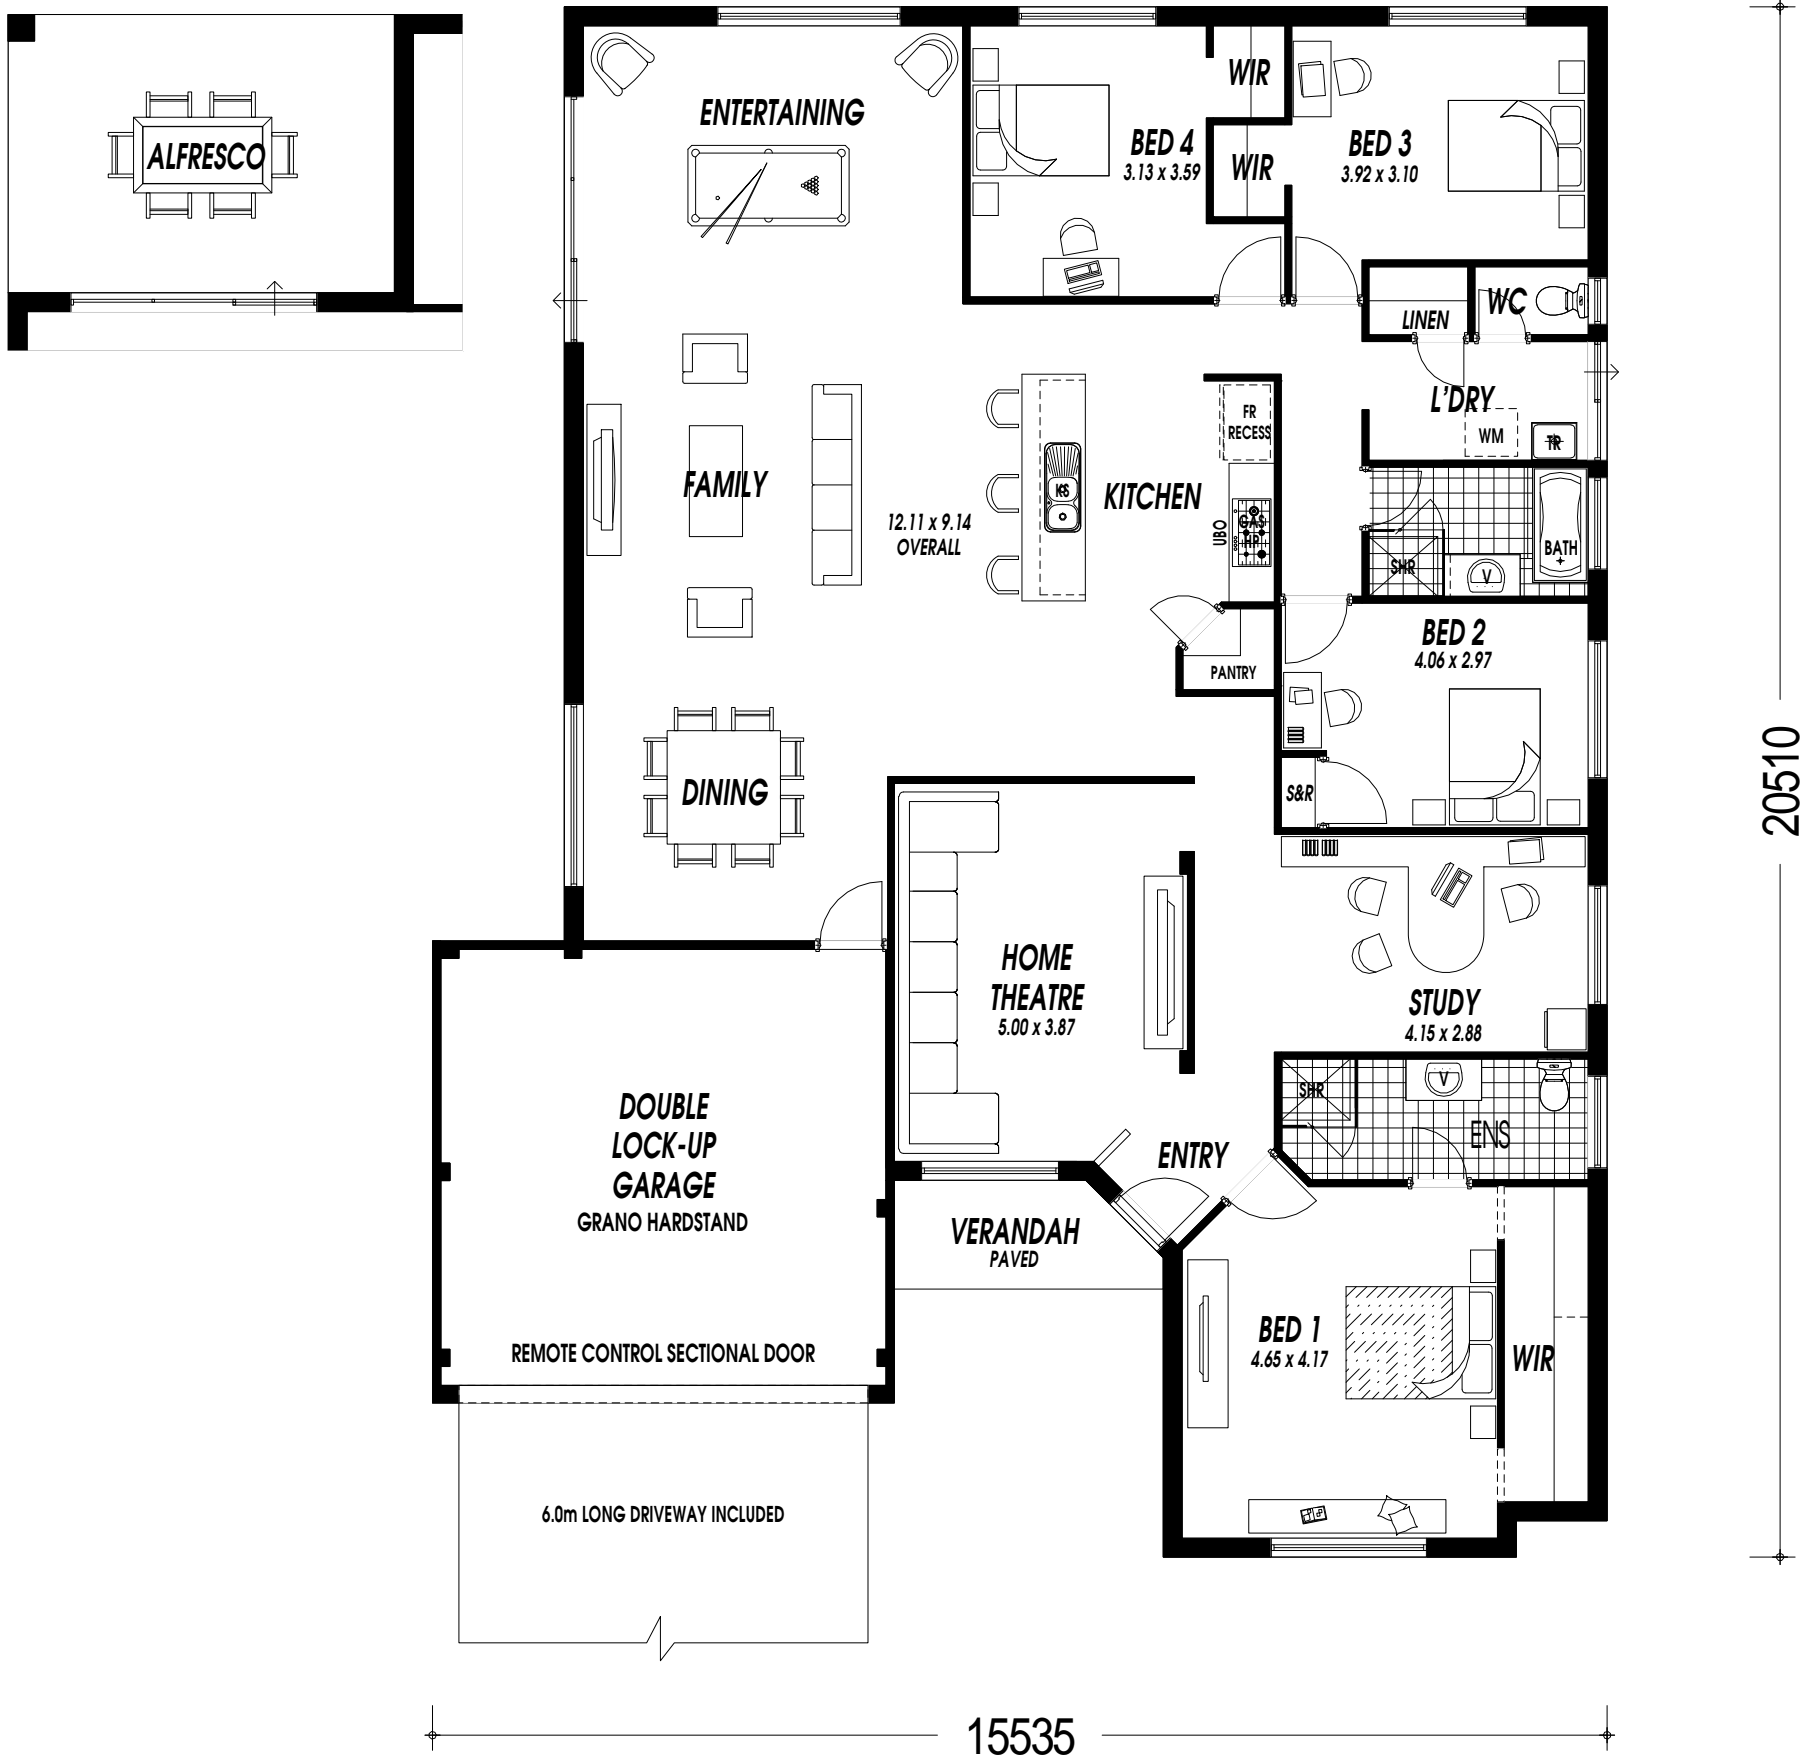 ALFRESCO
ENTERTAINING
BED 4
3.13 x 3.59
WIR
WIR
BED 3
3.92 x 3.10
LINEN
WC
L'DRY
WM
TR
FR
RECESS
FAMILY
12.11 x 9.14
OVERALL
KS
KITCHEN
UBO
GAS
HP
SHR
V
BATH
PANTRY
BED 2
4.06 x 2.97
S&R
DINING
HOME
THEATRE
5.00 x 3.87
STUDY
4.15 x 2.88
SHR
V
ENS
ENTRY
DOUBLE
LOCK-UP
GARAGE
GRANO HARDSTAND
VERANDAH
PAVED
BED 1
4.65 x 4.17
WIR
REMOTE CONTROL SECTIONAL DOOR
6.0m LONG DRIVEWAY INCLUDED
20510
15535